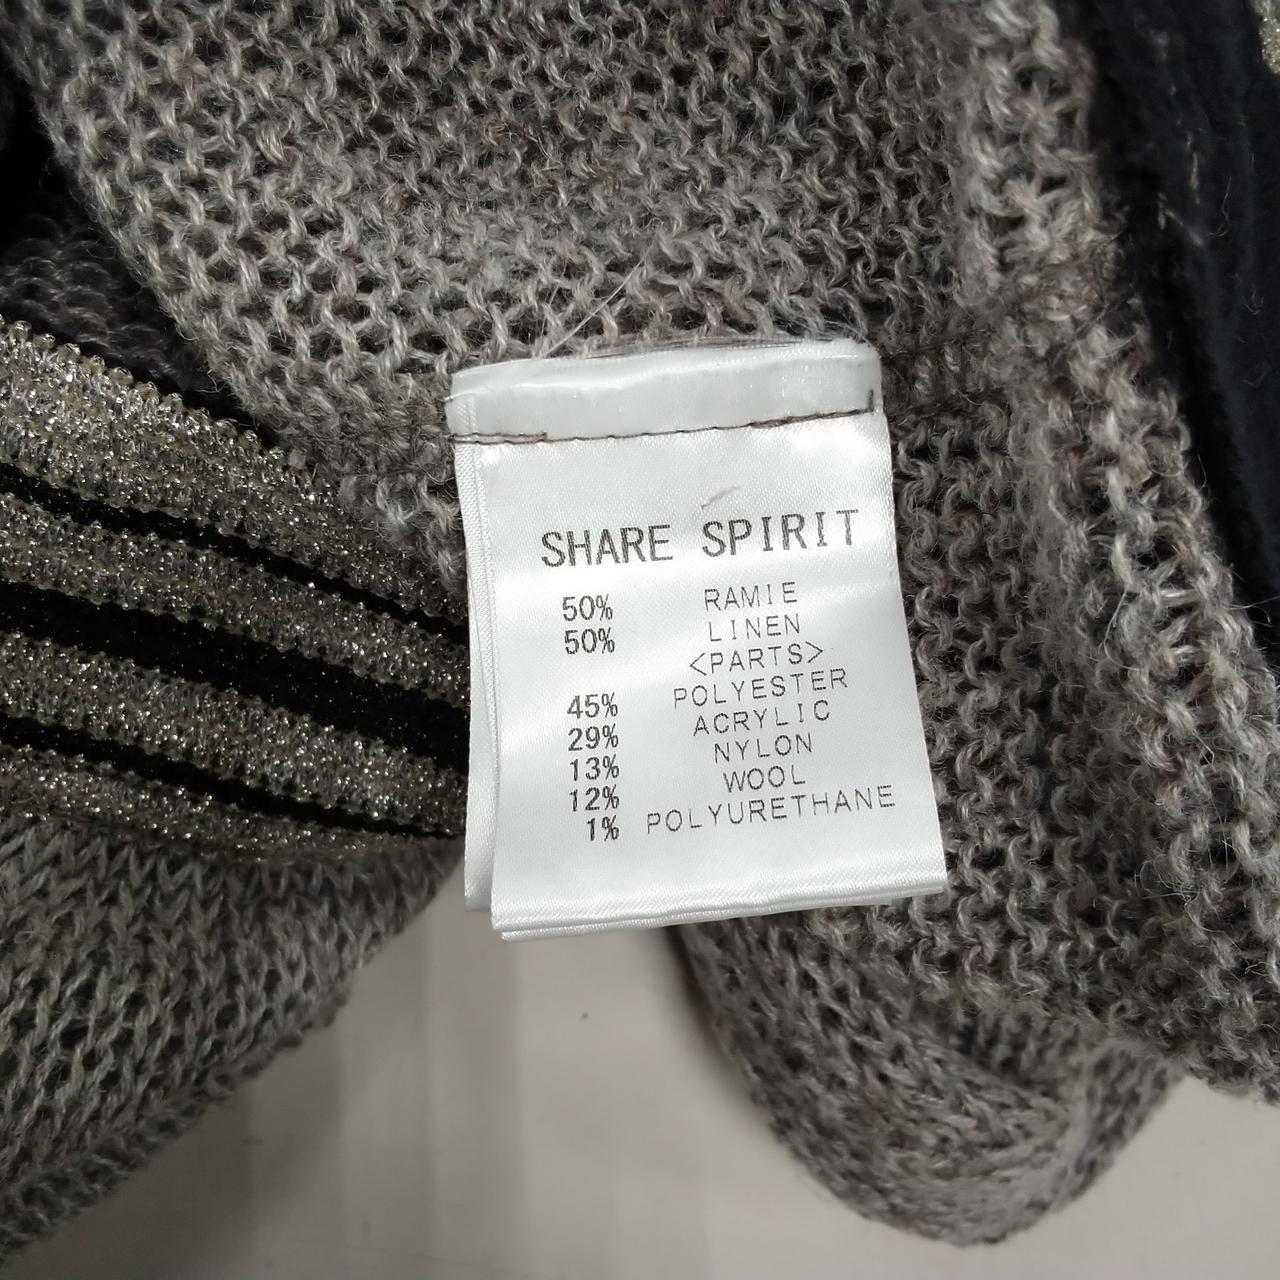 SHARE SPIRIT
50% RAMIE
50% LINEN
<PARTS>
45% POLYESTER
29% ACRYLIC
13% NYLON
12% WOOL
1% POLYURETHANE